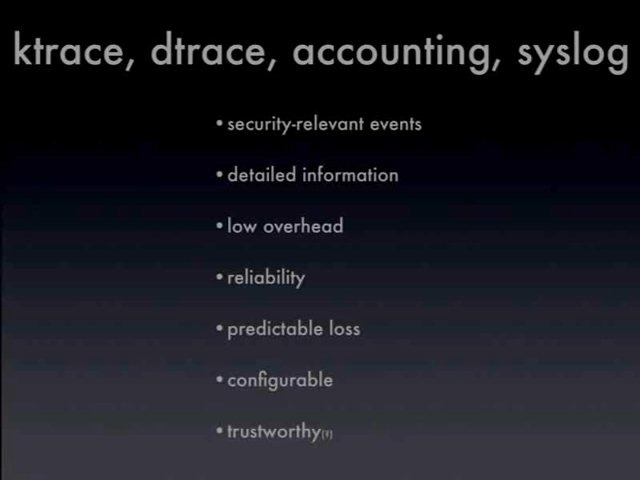 ktrace, dtrace, accounting, syslog
•security-relevant events
•detailed information
•low overhead
•reliability
•predictable loss
•configurable
•trustworthy